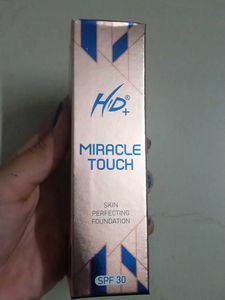 HD®
+
MIRACLE
TOUCH
SKIN
PERFECTING
FOUNDATION
SPF 30